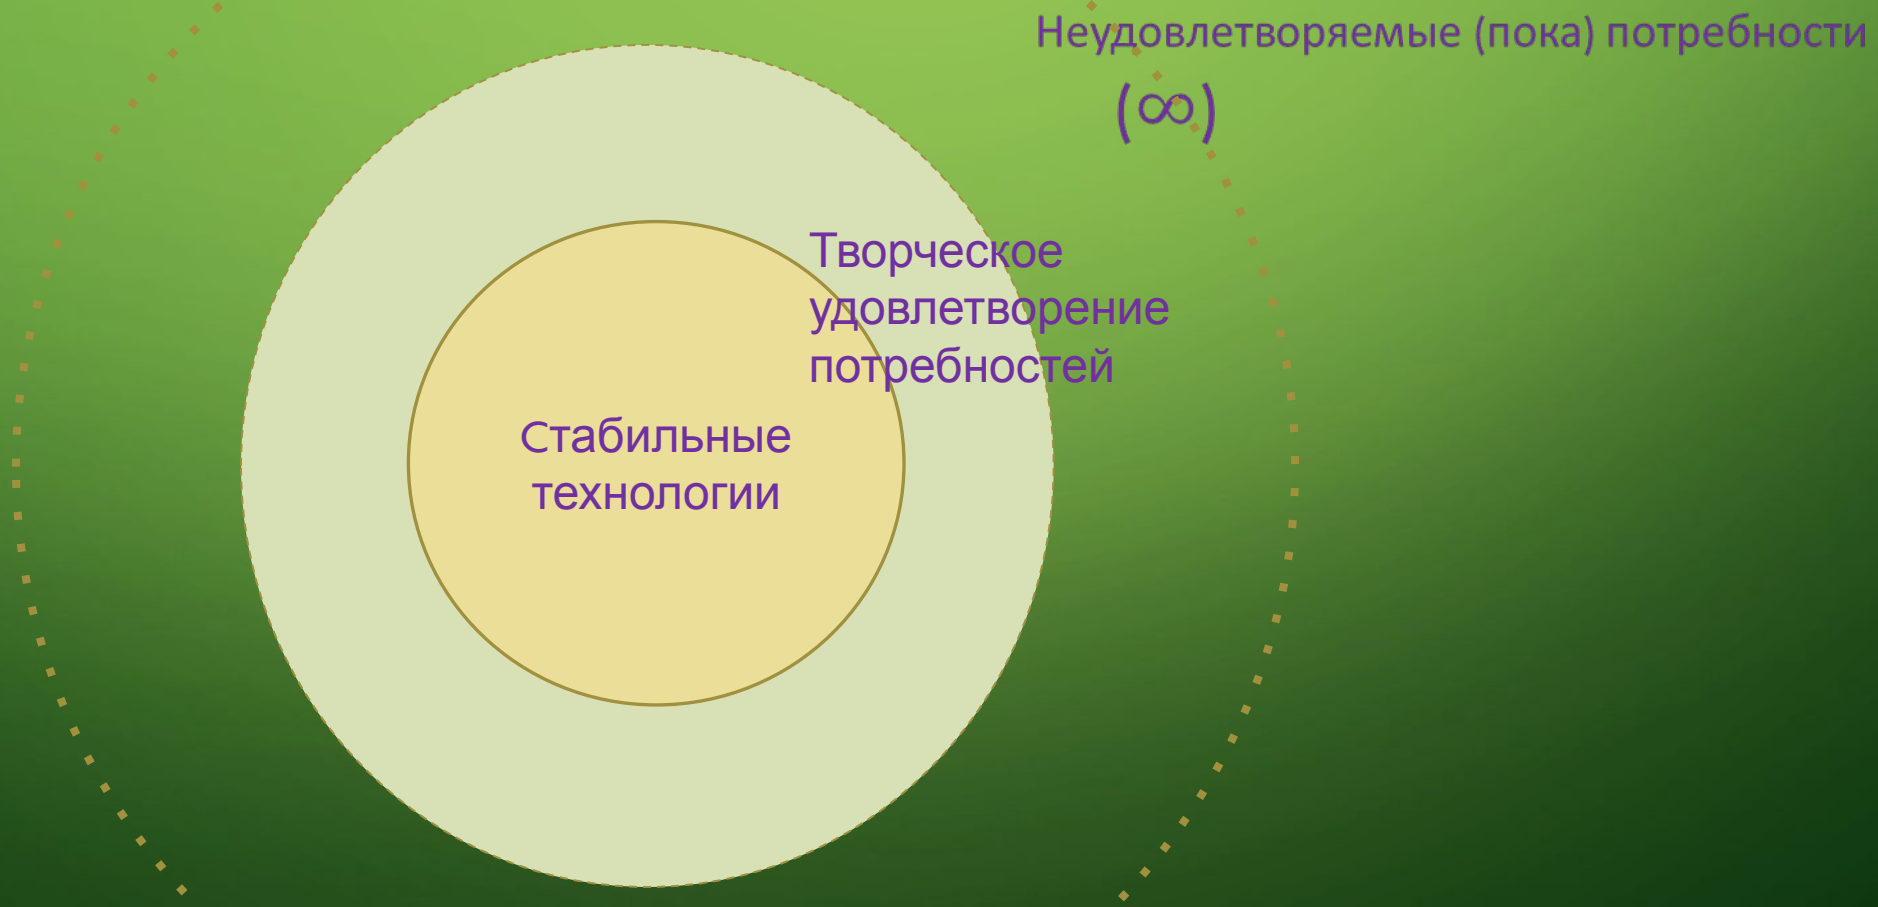 Неудовлетворяемые (пока) потребности
(∞)
Творческое
удовлетворение
потребностей
Стабильные
технологии